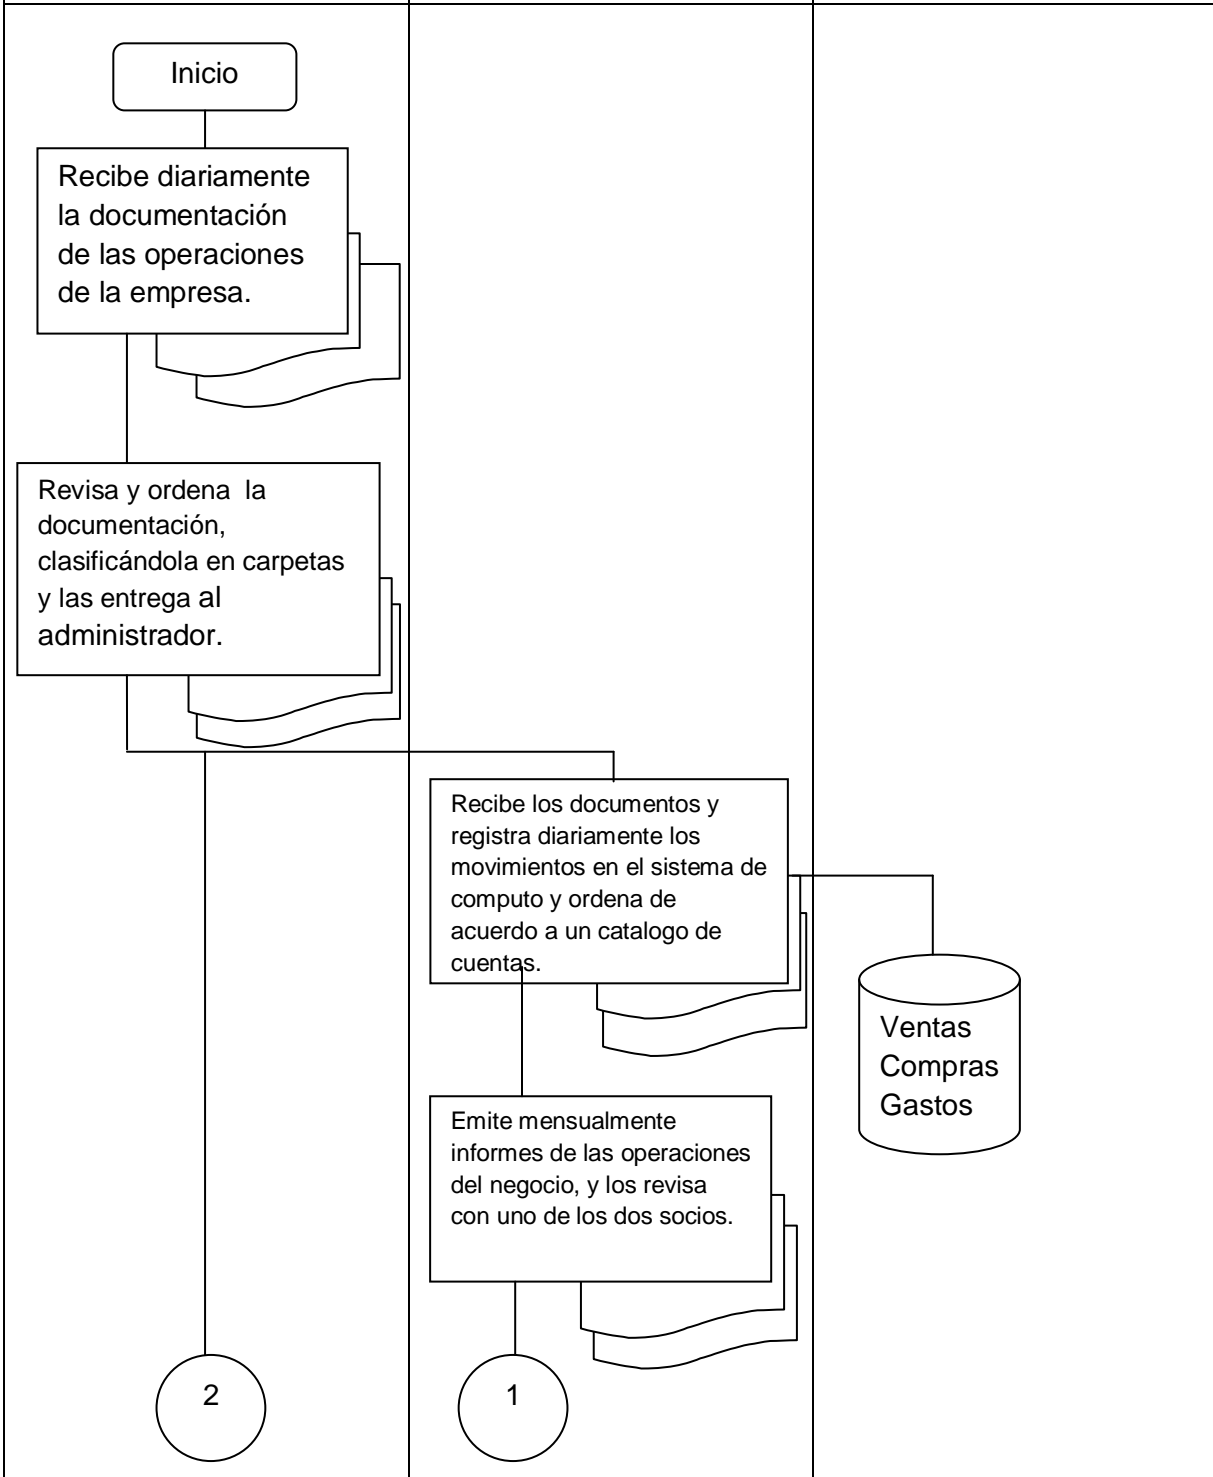 Inicio
Recibe diariamente
la documentación
de las operaciones
de la empresa.
Revisa y ordena  la
documentación,
clasificándola en carpetas
y las entrega al
administrador.
Recibe los documentos y
registra diariamente los
movimientos en el sistema de
computo y ordena de
acuerdo a un catalogo de
cuentas.
Ventas
Compras
Gastos
Emite mensualmente
informes de las operaciones
del negocio, y los revisa
con uno de los dos socios.
2
1